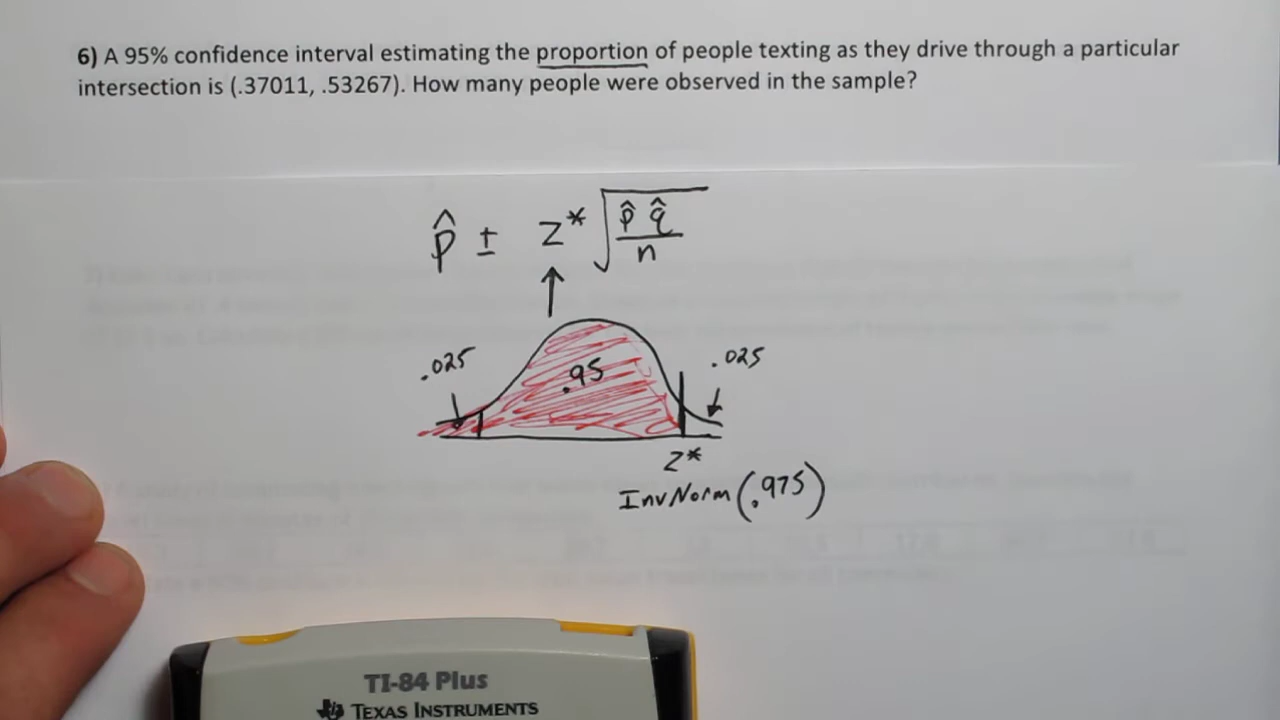 6) A 95% confidence interval estimating the proportion of people texting as they drive through a particular
intersection is (.37011, .53267). How many people were observed in the sample?
p̂ ± z* √(p̂ q̂ / n)
.025 .95 .025
z*
InvNorm(.975)
TI-84 Plus
TEXAS INSTRUMENTS